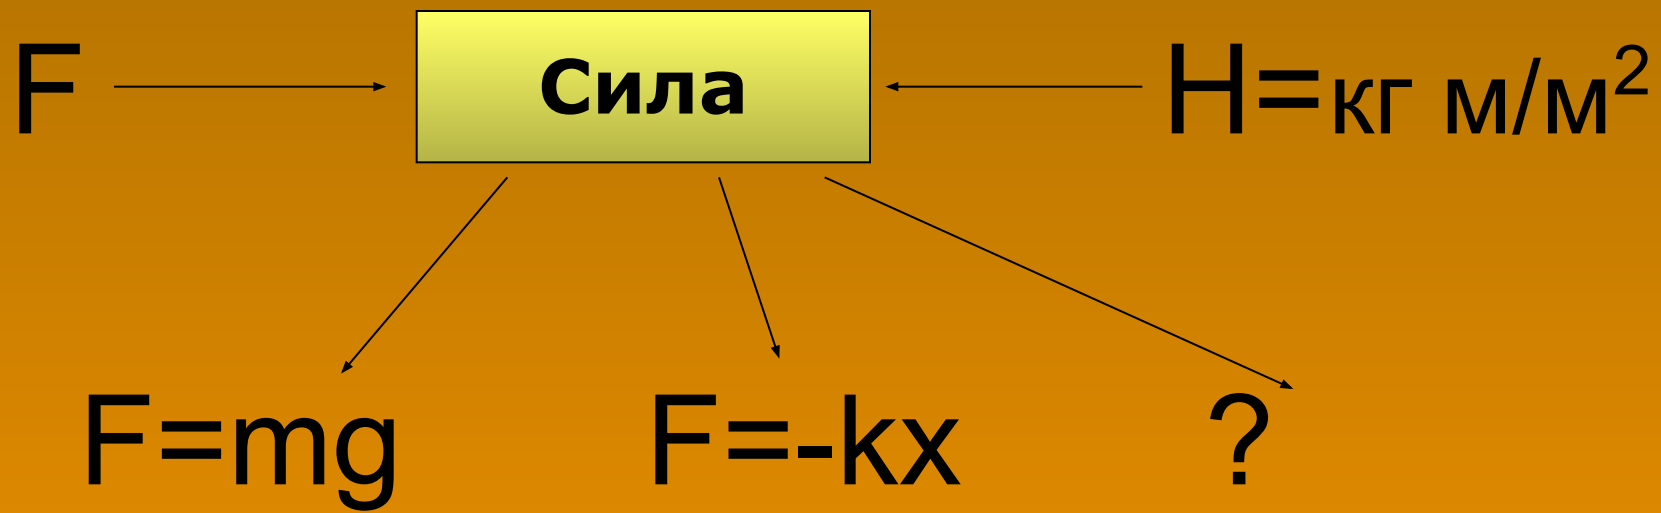 F
Сила
Н=кг м/м²
F=mg
F=-kx
?